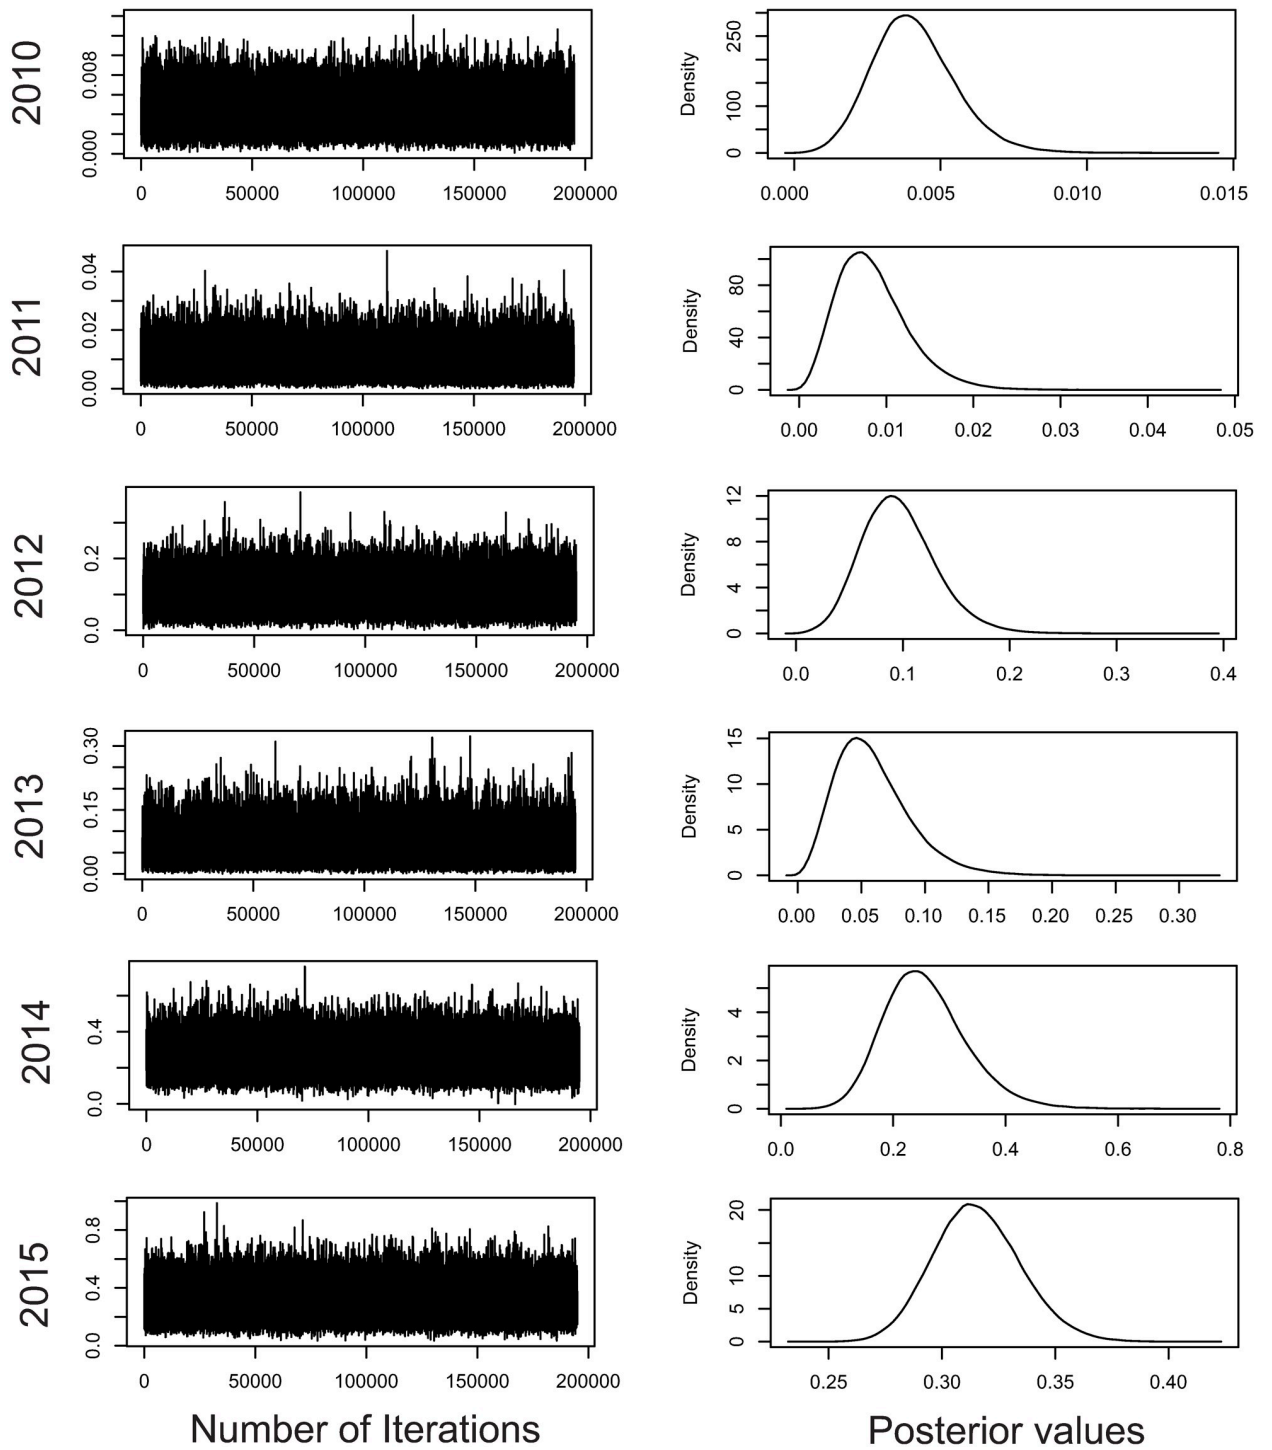 2010
0.000 0.008
0 50000 100000 150000 200000
Density
0 100 250
0.000 0.005 0.010 0.015
2011
0.00 0.02 0.04
0 50000 100000 150000 200000
Density
0 40 80
0.00 0.01 0.02 0.03 0.04 0.05
2012
0.0 0.2
0 50000 100000 150000 200000
Density
0 4 8 12
0.0 0.1 0.2 0.3 0.4
2013
0.00 0.15 0.30
0 50000 100000 150000 200000
Density
0 5 10 15
0.00 0.05 0.10 0.15 0.20 0.25 0.30
2014
0.0 0.4
0 50000 100000 150000 200000
Density
0 2 4
0.0 0.2 0.4 0.6 0.8
2015
0.0 0.4 0.8
0 50000 100000 150000 200000
Density
0 5 10 20
0.25 0.30 0.35 0.40
Number of Iterations
Posterior values